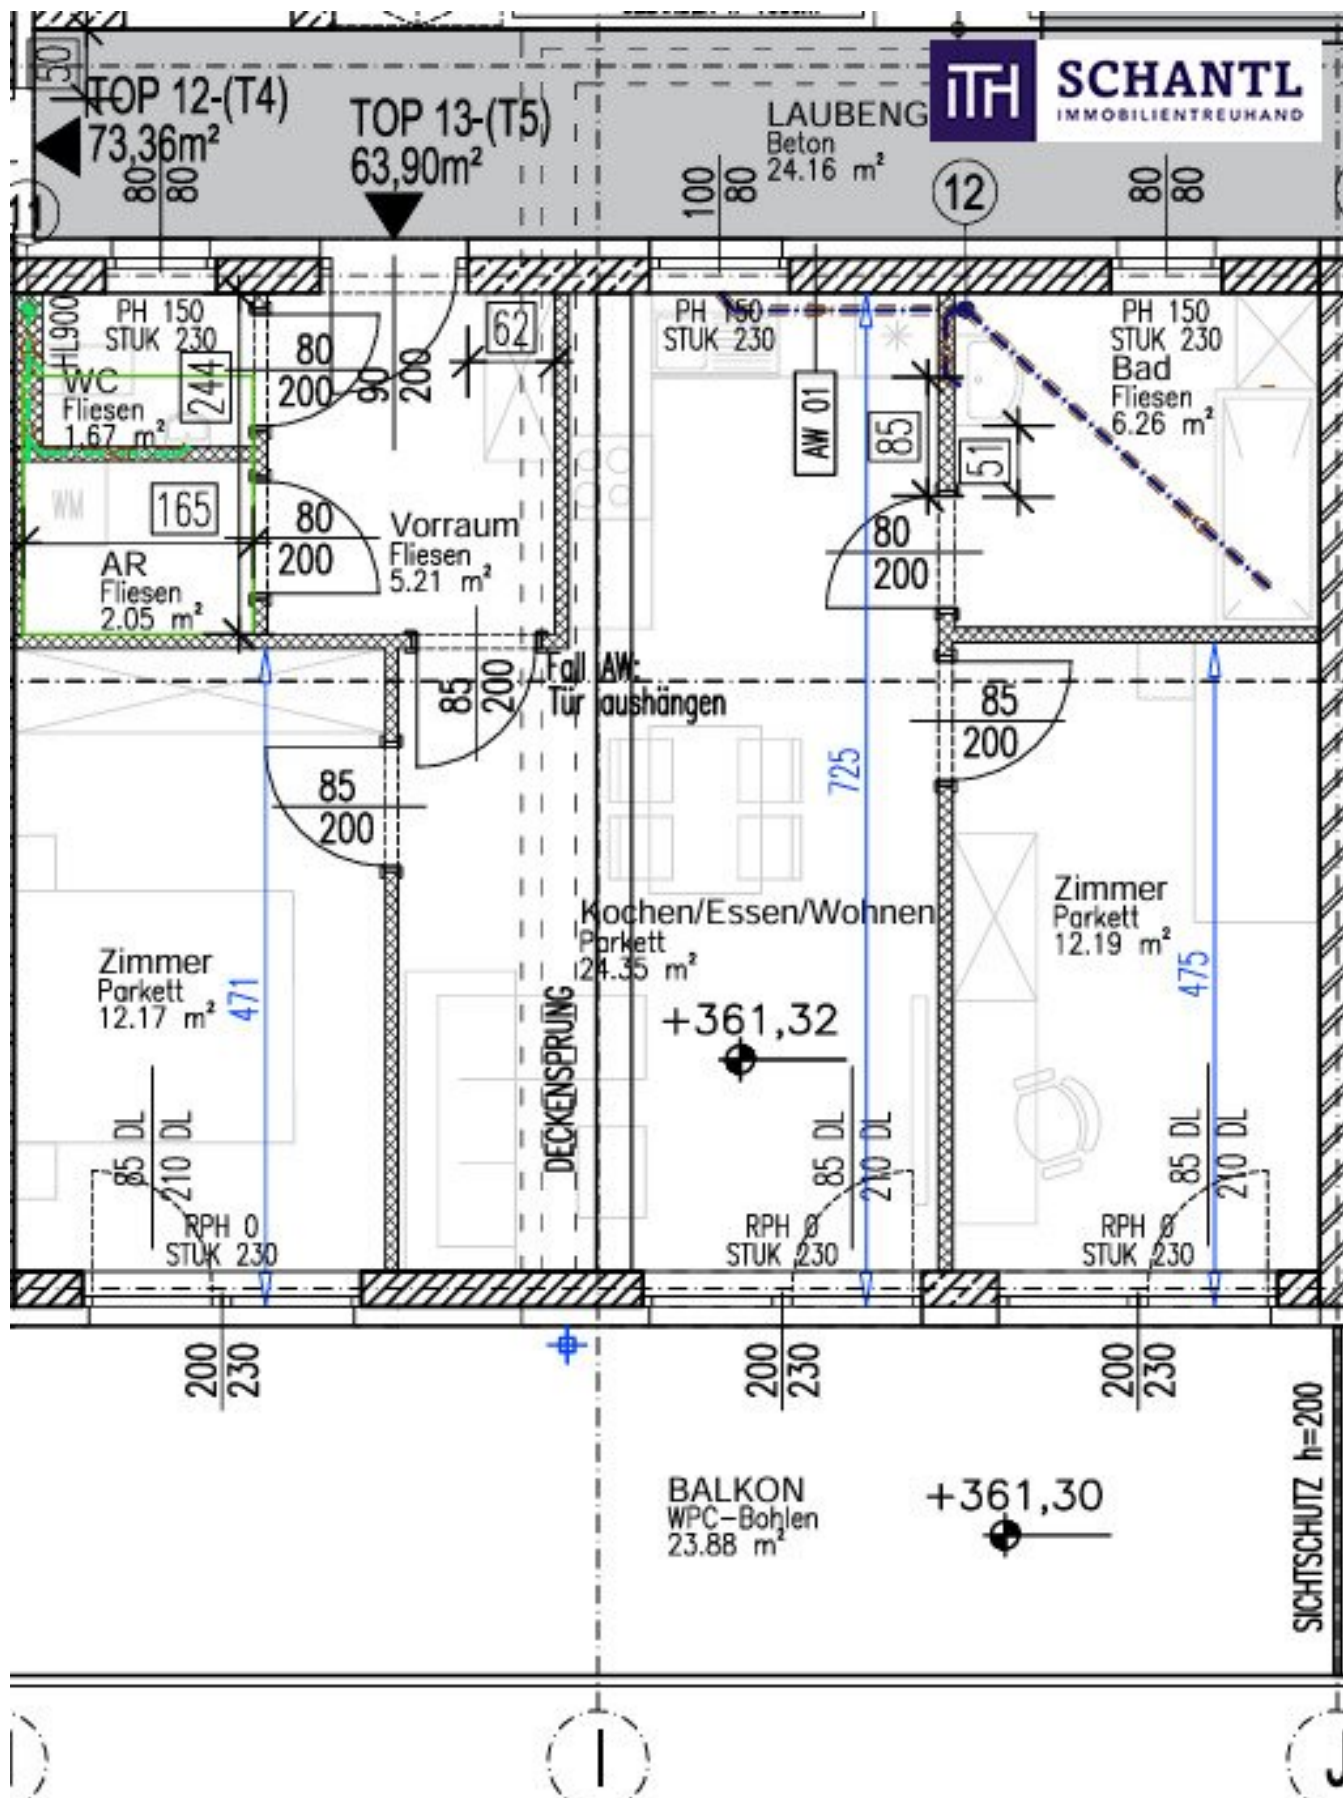 50
TOP 12-(T4)
73,36m²
TOP 13-(T5)
63,90m²
LAUBENG
Beton
24.16 m²
ITH
SCHANTL
IMMOBILIENTREUHAND
80
80
100
80
80
80
11
12
HL900
PH 150
STUK 230
WC
Fliesen
1.67 m²
244
80
200
90
200
62
PH 150
STUK 230
AW 01
85
51
PH 150
STUK 230
Bad
Fliesen
6.26 m²
WM
165
AR
Fliesen
2.05 m²
80
200
Vorraum
Fliesen
5.21 m²
80
200
85
200
Fall AW:
Tür aushängen
85
200
85
200
725
Zimmer
Parkett
12.17 m²
471
Kochen/Essen/Wohnen
Parkett
24.35 m²
Zimmer
Parkett
12.19 m²
475
DECKENSPRUNG
+361,32
85 DL
210 DL
RPH 0
STUK 230
85 DL
210 DL
RPH 0
STUK 230
85 DL
210 DL
RPH 0
STUK 230
200
230
200
230
200
230
BALKON
WPC-Bohlen
23.88 m²
+361,30
SICHTSCHUTZ h=200
I
J